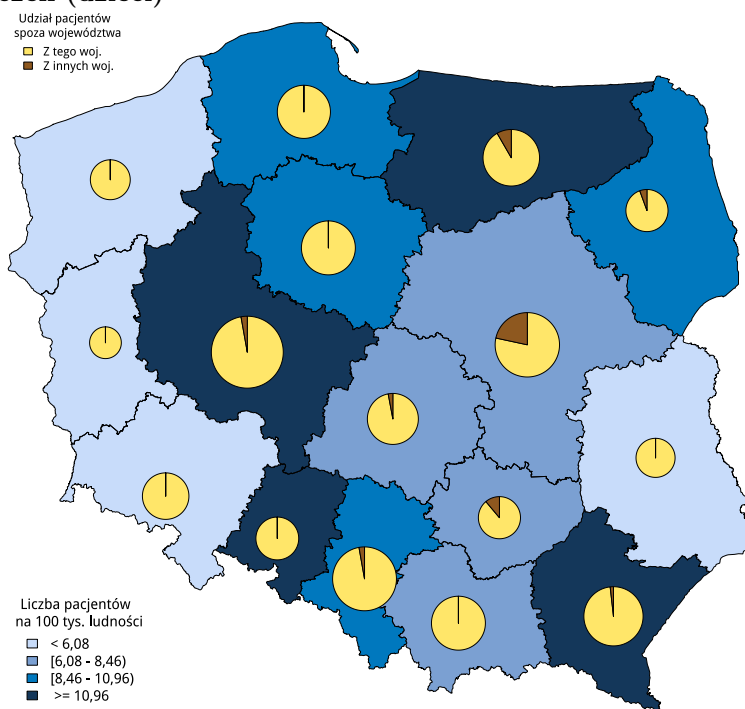 Udział pacjentów
spoza województwa
Z tego woj.
Z innych woj.
Liczba pacjentów
na 100 tys. ludności
< 6,08
[6,08 - 8,46)
[8,46 - 10,96)
>= 10,96